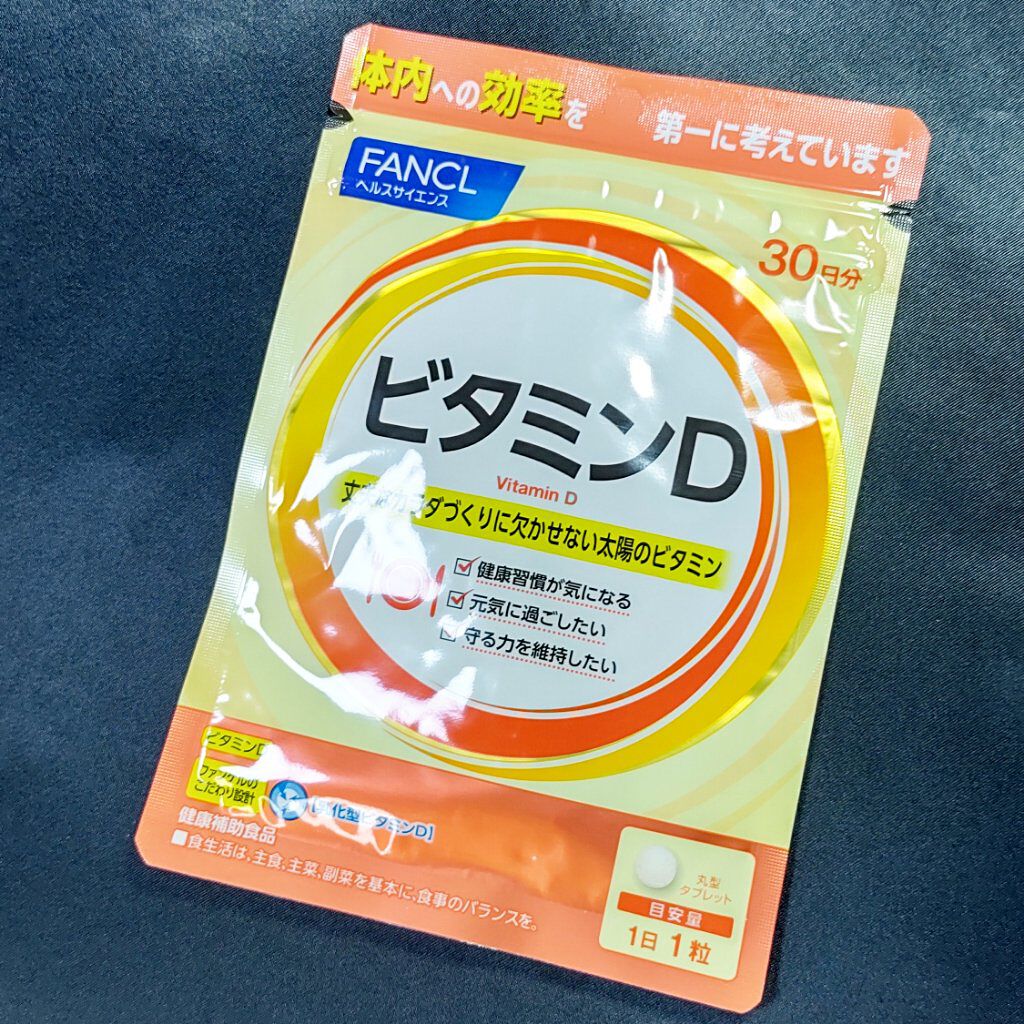 体内への効率を 第一に考えています
FANCL
ヘルスサイエンス
30日分
ビタミンD
Vitamin D
ダづくりに欠かせない太陽のビタミン
健康習慣が気になる
元気に過ごしたい
守る力を維持したい
ビタミンD
ファンケルの
こだわり設計
化型ビタミンD】
健康補助食品
■食生活は、主食、主菜、副菜を基本に、食事のバランスを。
丸型
タブレット
目安量
1日 1粒